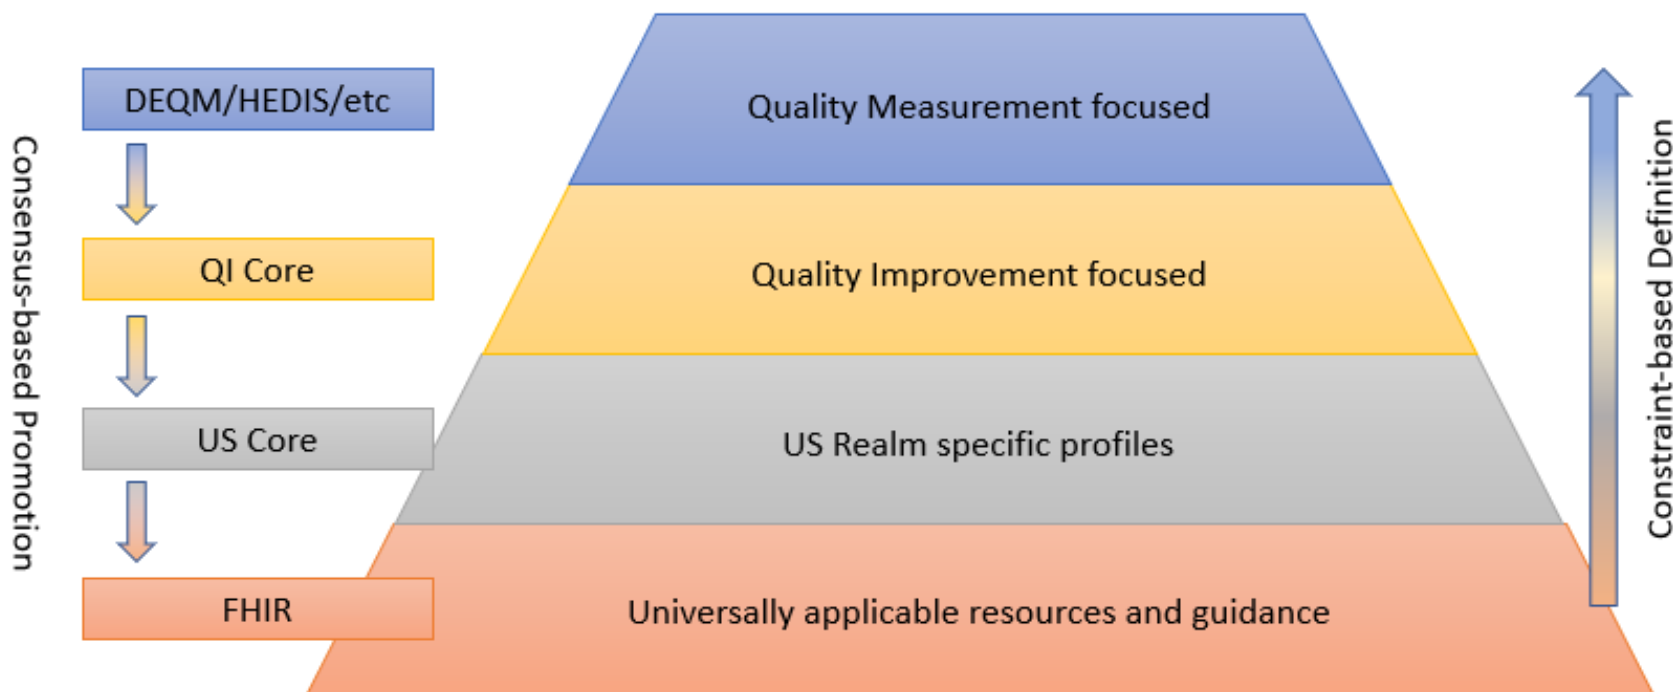 DEQM/HEDIS/etc
Quality Measurement focused
QI Core
Quality Improvement focused
US Core
US Realm specific profiles
FHIR
Universally applicable resources and guidance
Consensus-based Promotion
Constraint-based Definition